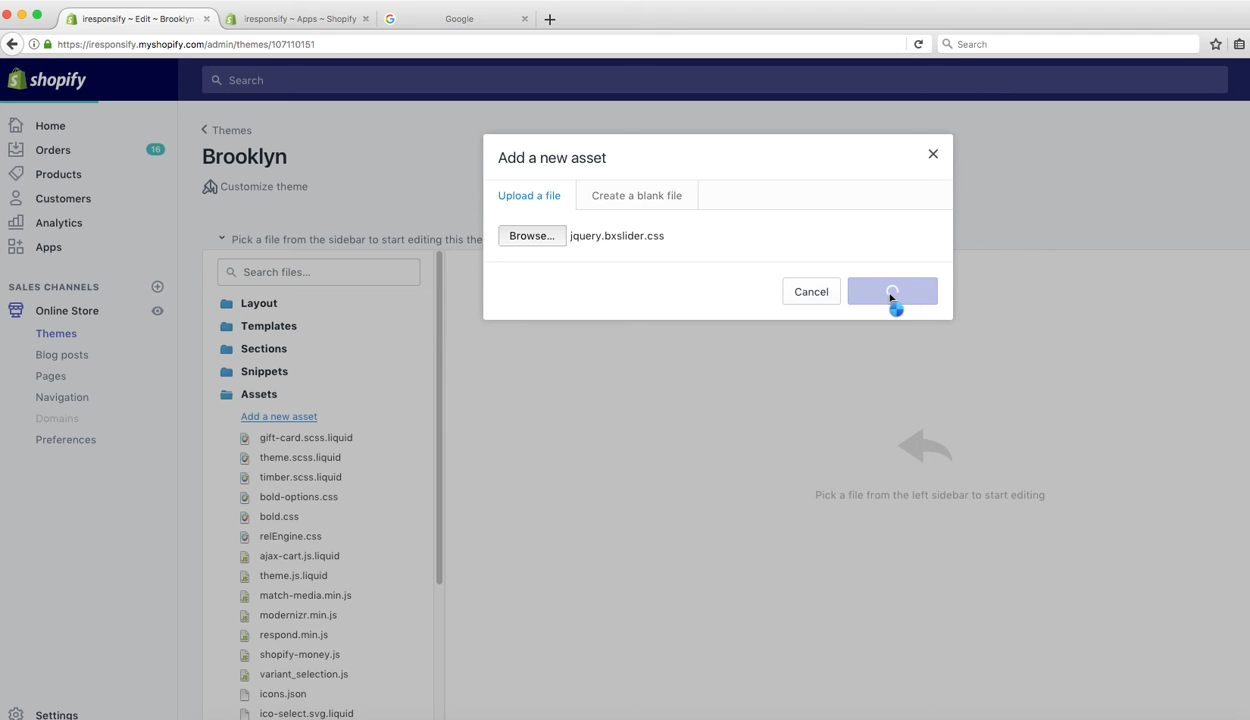 iresponsify ~ Edit ~ Brooklyn
iresponsify ~ Apps ~ Shopify
Google
https://iresponsify.myshopify.com/admin/themes/107110151
Search
shopify
Search
Home
Orders
16
Products
Customers
Analytics
Apps
SALES CHANNELS
Online Store
Themes
Blog posts
Pages
Navigation
Domains
Preferences
Settings
Themes
Brooklyn
Customize theme
Pick a file from the sidebar to start editing this the
Search files...
Layout
Templates
Sections
Snippets
Assets
Add a new asset
gift-card.scss.liquid
theme.scss.liquid
timber.scss.liquid
bold-options.css
bold.css
relEngine.css
ajax-cart.js.liquid
theme.js.liquid
match-media.min.js
modernizr.min.js
respond.min.js
shopify-money.js
variant_selection.js
icons.json
ico-select.svg.liquid
Add a new asset
Upload a file
Create a blank file
Browse...
jquery.bxslider.css
Cancel
Pick a file from the left sidebar to start editing